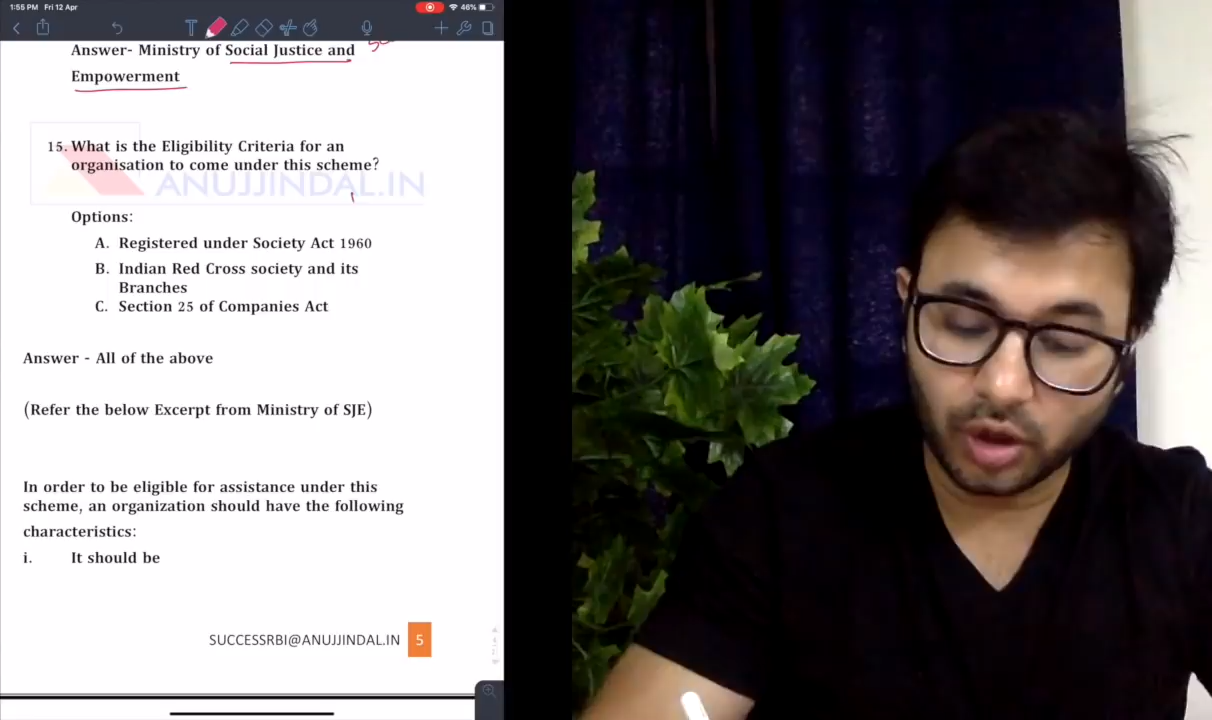 1:55 PM Fri 12 Apr
46%
T
Answer- Ministry of Social Justice and
Empowerment
15. What is the Eligibility Criteria for an
organisation to come under this scheme?
ANUJJINDAL.IN
Options:
A. Registered under Society Act 1960
B. Indian Red Cross society and its
Branches
C. Section 25 of Companies Act
Answer - All of the above
(Refer the below Excerpt from Ministry of SJE)
In order to be eligible for assistance under this
scheme, an organization should have the following
characteristics:
i. It should be
SUCCESSRBI@ANUJJINDAL.IN 5